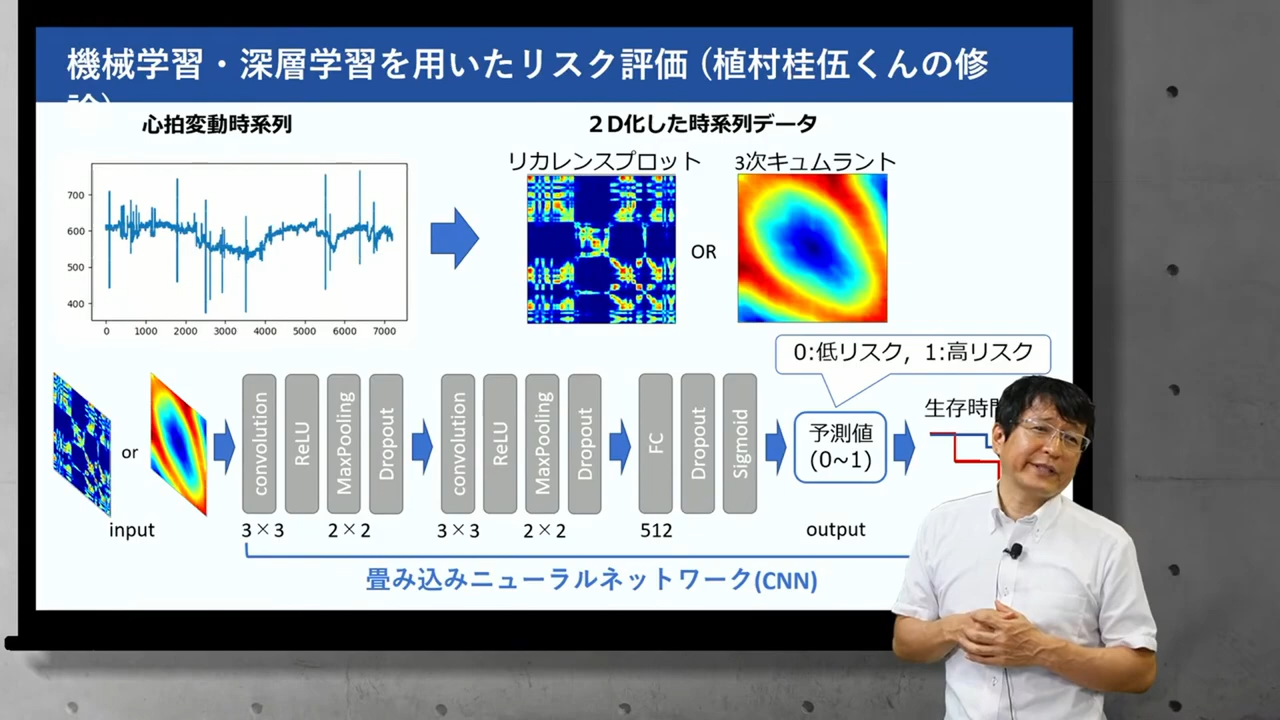 機械学習・深層学習を用いたリスク評価 (植村桂伍くんの修
論)
心拍変動時系列
２D化した時系列データ
リカレンスプロット
3次キュムラント
700
600
500
400
0
1000
2000
3000
4000
5000
6000
7000
OR
0:低リスク, 1:高リスク
or
convolution
ReLU
MaxPooling
Dropout
convolution
ReLU
MaxPooling
Dropout
FC
Dropout
Sigmoid
予測値
(0~1)
生存時
input
3×3
2×2
3×3
2×2
512
output
畳み込みニューラルネットワーク(CNN)